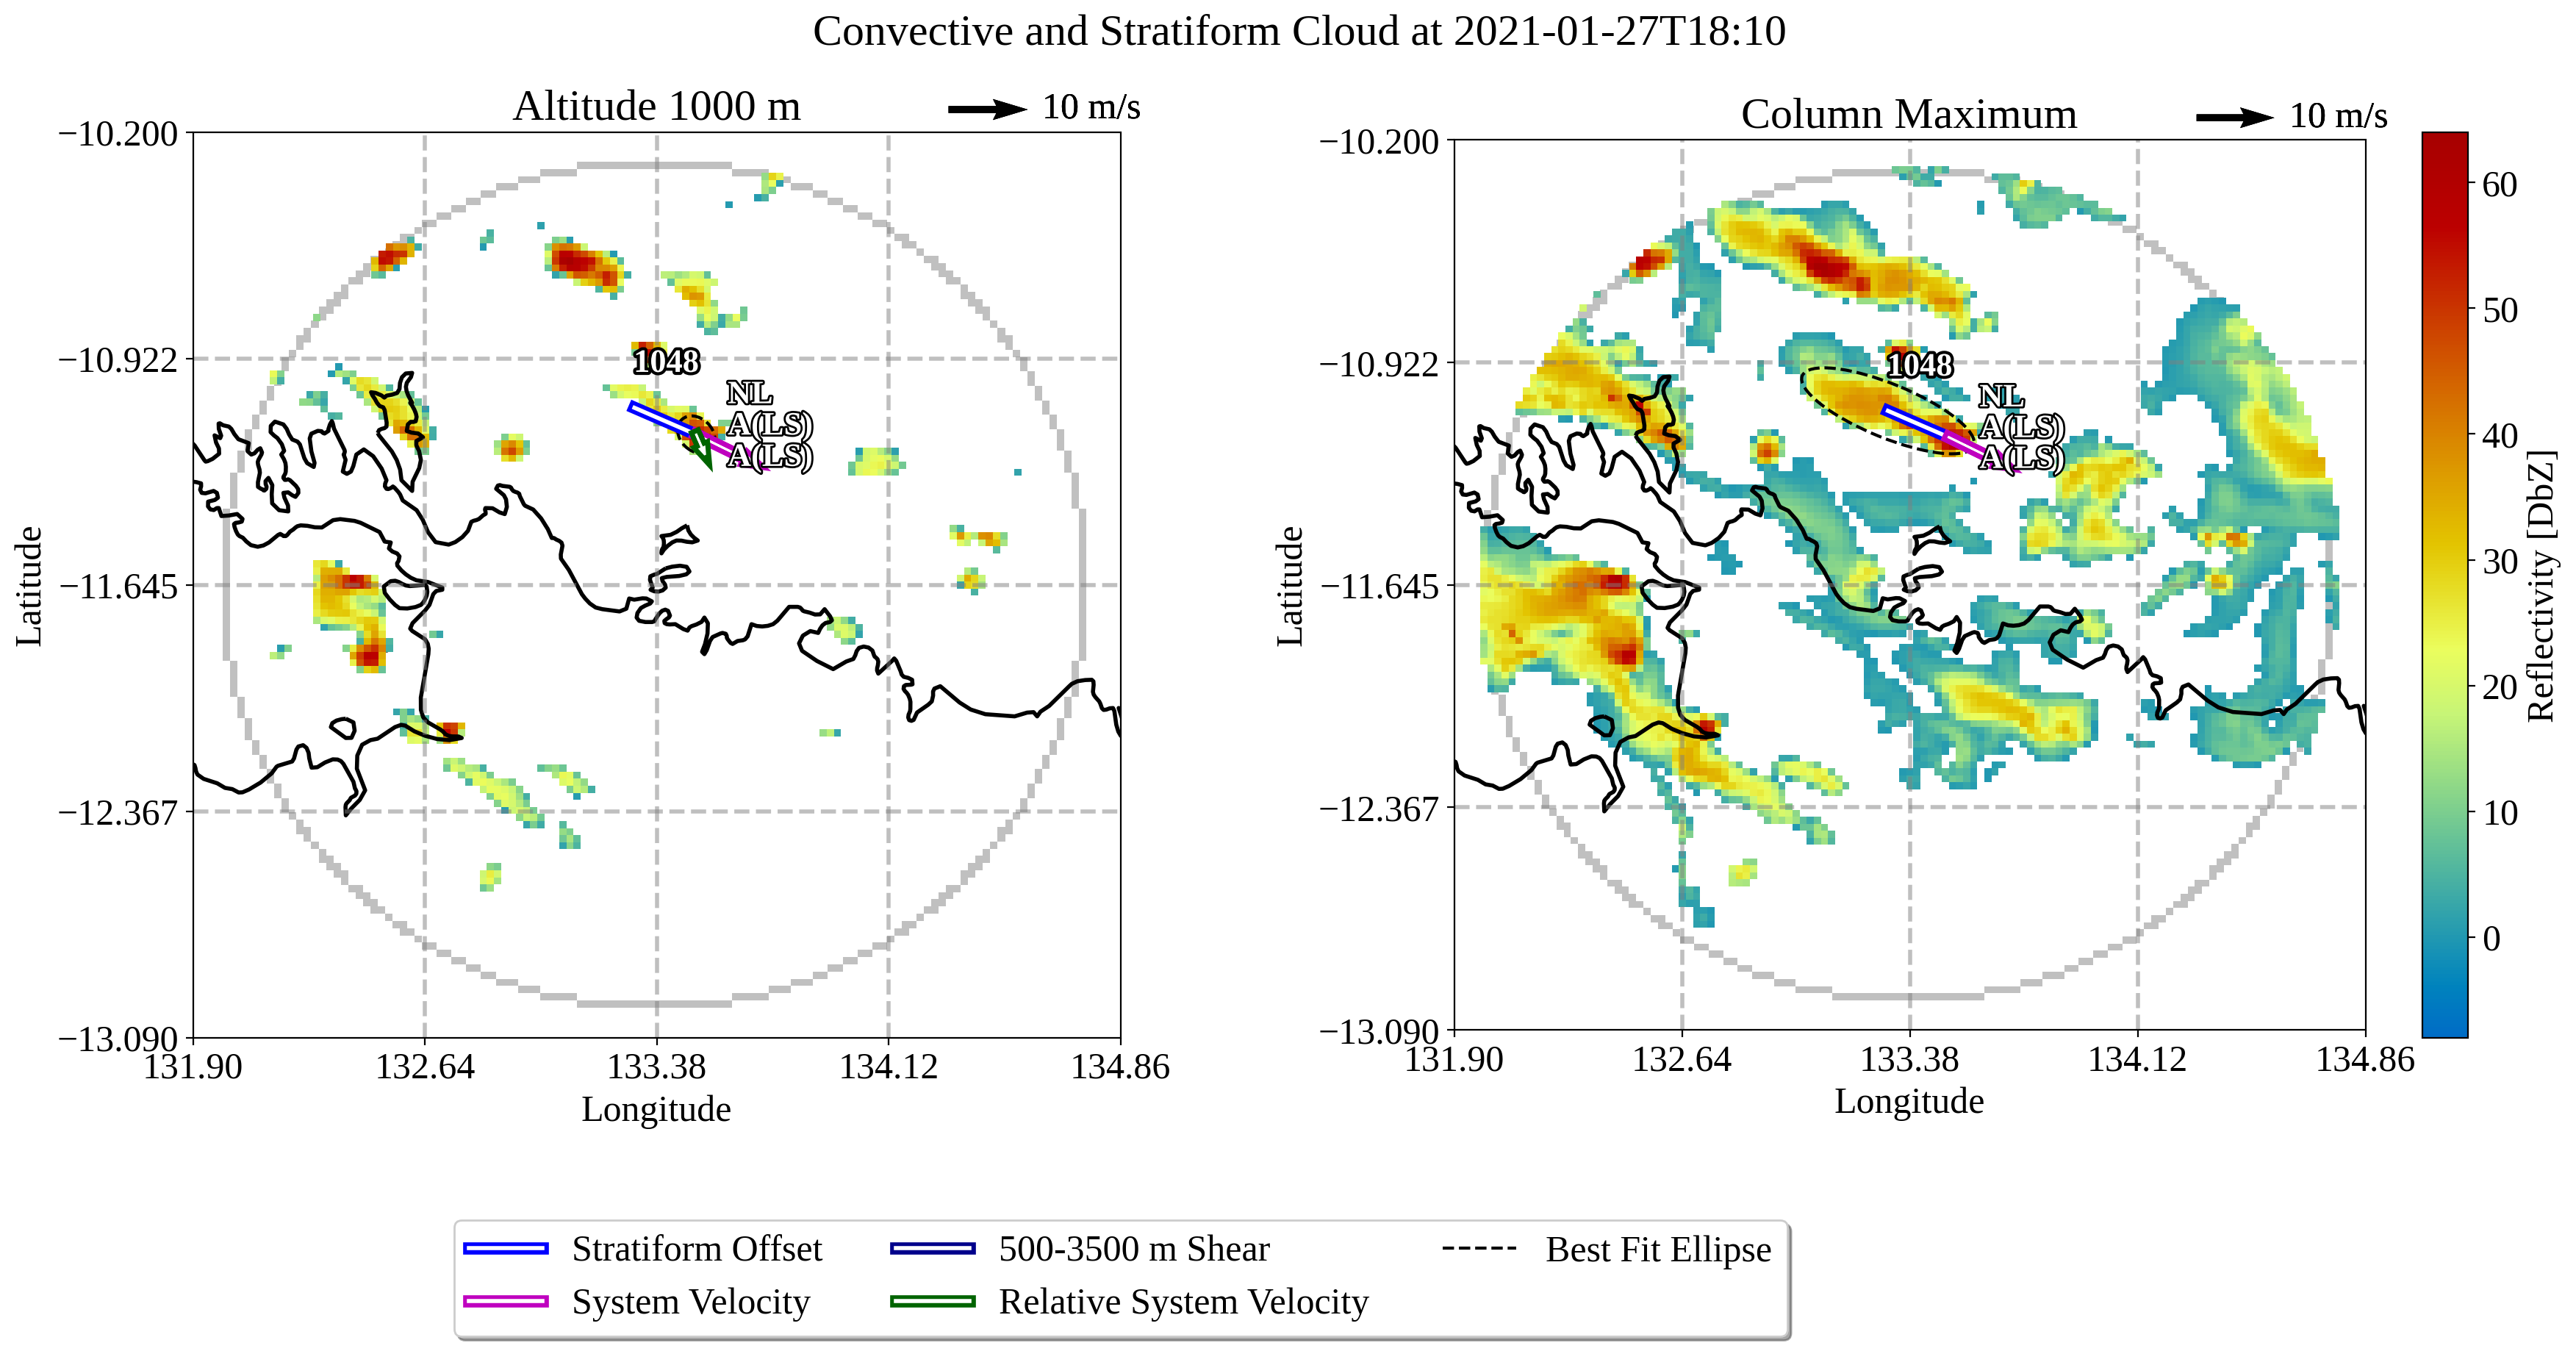 Convective and Stratiform Cloud at 2021-01-27T18:10
Altitude 1000 m
10 m/s
−10.200
−10.922
−11.645
−12.367
−13.090
Latitude
1048
NL
A(LS)
A(LS)
131.90
132.64
133.38
134.12
134.86
Longitude
Column Maximum
10 m/s
−10.200
−10.922
−11.645
−12.367
−13.090
Latitude
1048
NL
A(LS)
A(LS)
131.90
132.64
133.38
134.12
134.86
Longitude
60
50
40
30
20
10
0
Reflectivity [DbZ]
Stratiform Offset
System Velocity
500-3500 m Shear
Relative System Velocity
Best Fit Ellipse